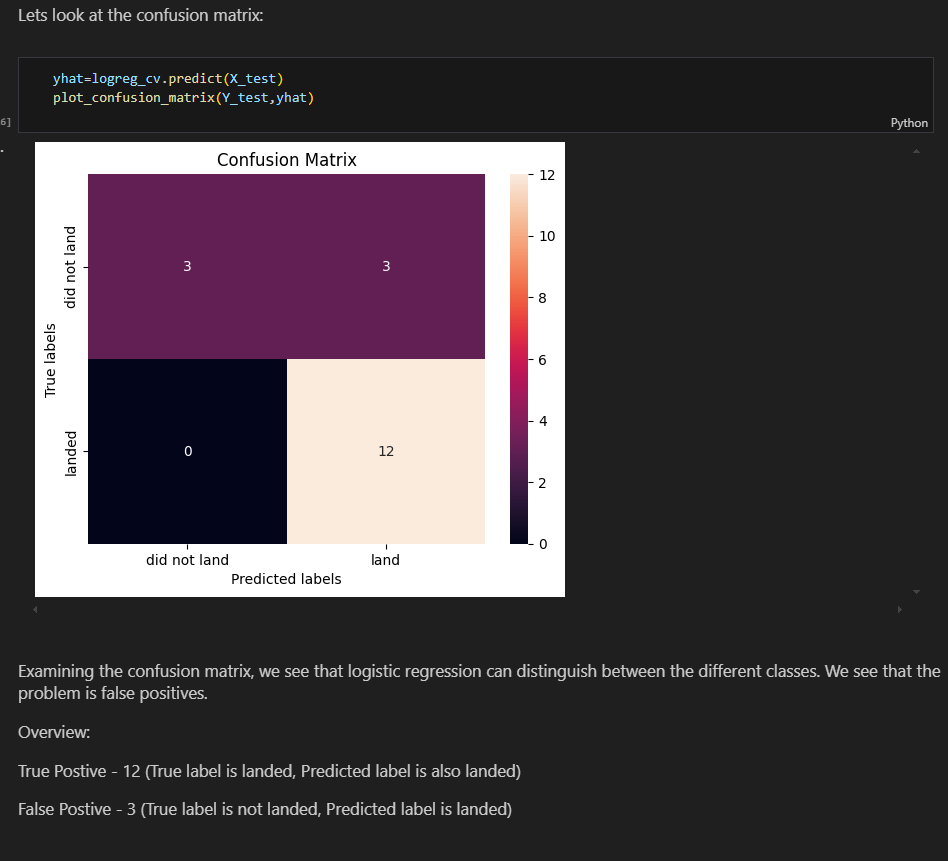 Lets look at the confusion matrix:
yhat=logreg_cv.predict(X_test)
plot_confusion_matrix(Y_test,yhat)
6]
Python
Confusion Matrix
True labels
did not land
landed
3
3
0
12
did not land
land
Predicted labels
12
10
8
6
4
2
0
Examining the confusion matrix, we see that logistic regression can distinguish between the different classes. We see that the
problem is false positives.
Overview:
True Postive - 12 (True label is landed, Predicted label is also landed)
False Postive - 3 (True label is not landed, Predicted label is landed)